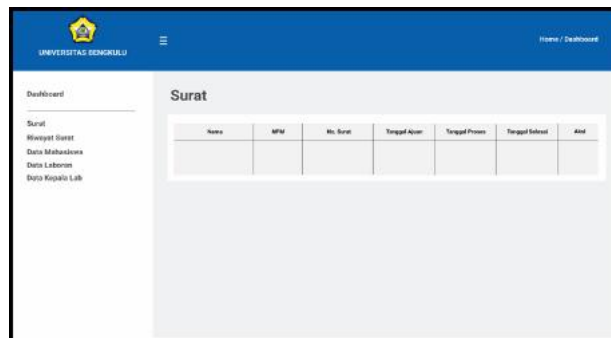 UNIVERSITAS BENGKULU
Home / Dashboard
Dashboard
Surat
Riwayat Surat
Data Mahasiswa
Data Laboran
Data Kepala Lab
Surat
Nama NPM No. Surat Tanggal Ajuan Tanggal Proses Tanggal Selesai Aksi